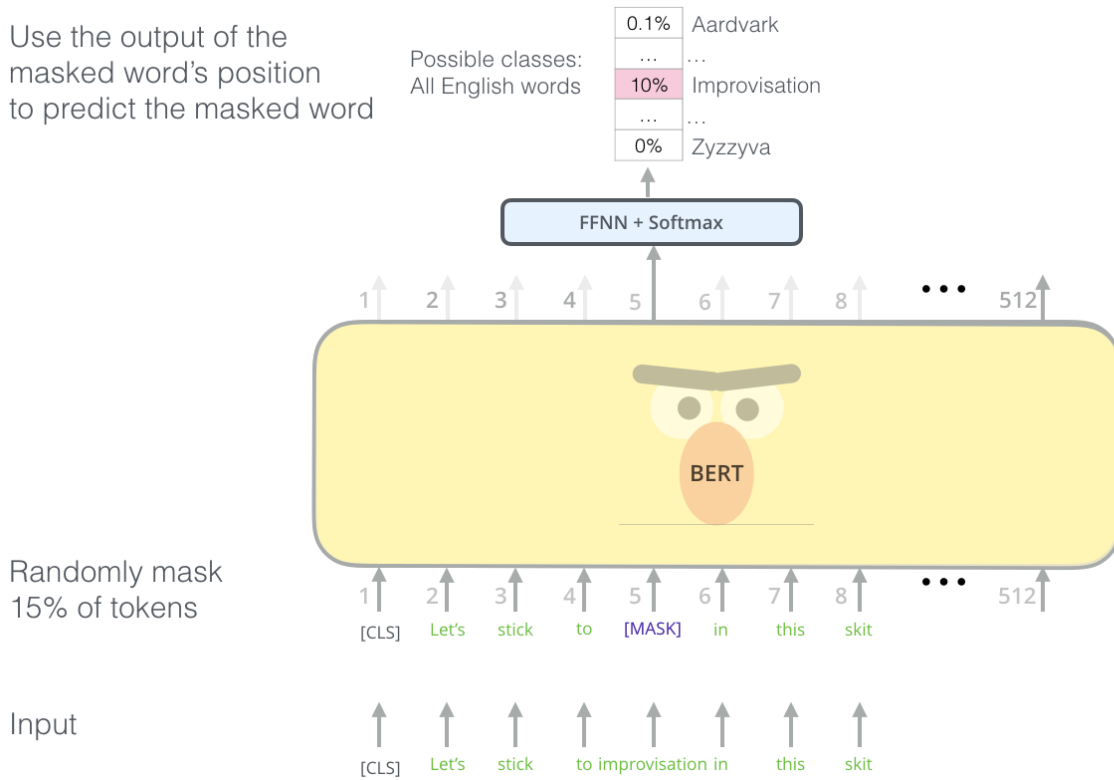 Use the output of the
masked word's position
to predict the masked word
Possible classes:
All English words
0.1% Aardvark
... ...
10% Improvisation
... ...
0% Zyzzyva
FFNN + Softmax
1 2 3 4 5 6 7 8 ••• 512
BERT
Randomly mask
15% of tokens
1 2 3 4 5 6 7 8 ••• 512
[CLS] Let's stick to [MASK] in this skit
Input
[CLS] Let's stick to improvisation in this skit